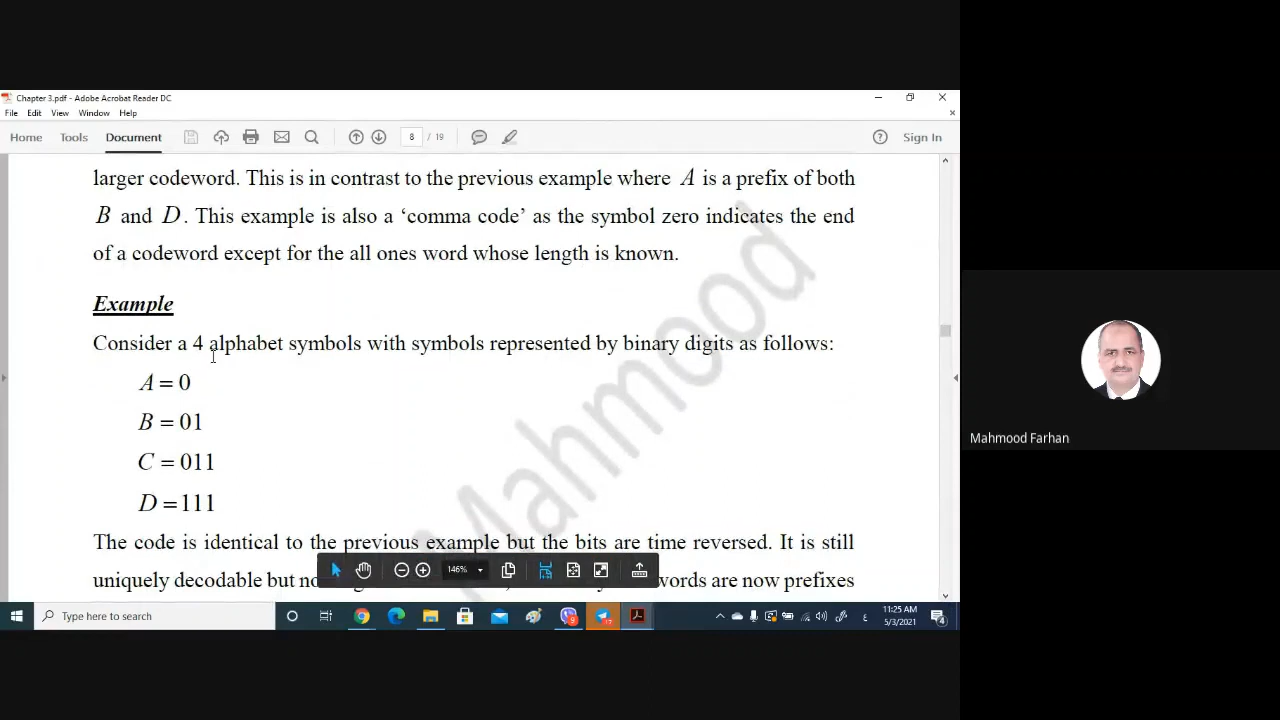 Chapter 3.pdf - Adobe Acrobat Reader DC
File Edit View Window Help
Home Tools Document 8 / 19 Sign In
larger codeword. This is in contrast to the previous example where A is a prefix of both
B and D. This example is also a ‘comma code’ as the symbol zero indicates the end
of a codeword except for the all ones word whose length is known.
Example
Consider a 4 alphabet symbols with symbols represented by binary digits as follows:
A = 0
B = 01
C = 011
D = 111
The code is identical to the previous example but the bits are time reversed. It is still
uniquely decodable but words are now prefixes
146%
Mahmood
Mahmood Farhan
Type here to search
9
17
ع
11:25 AM
5/3/2021
4